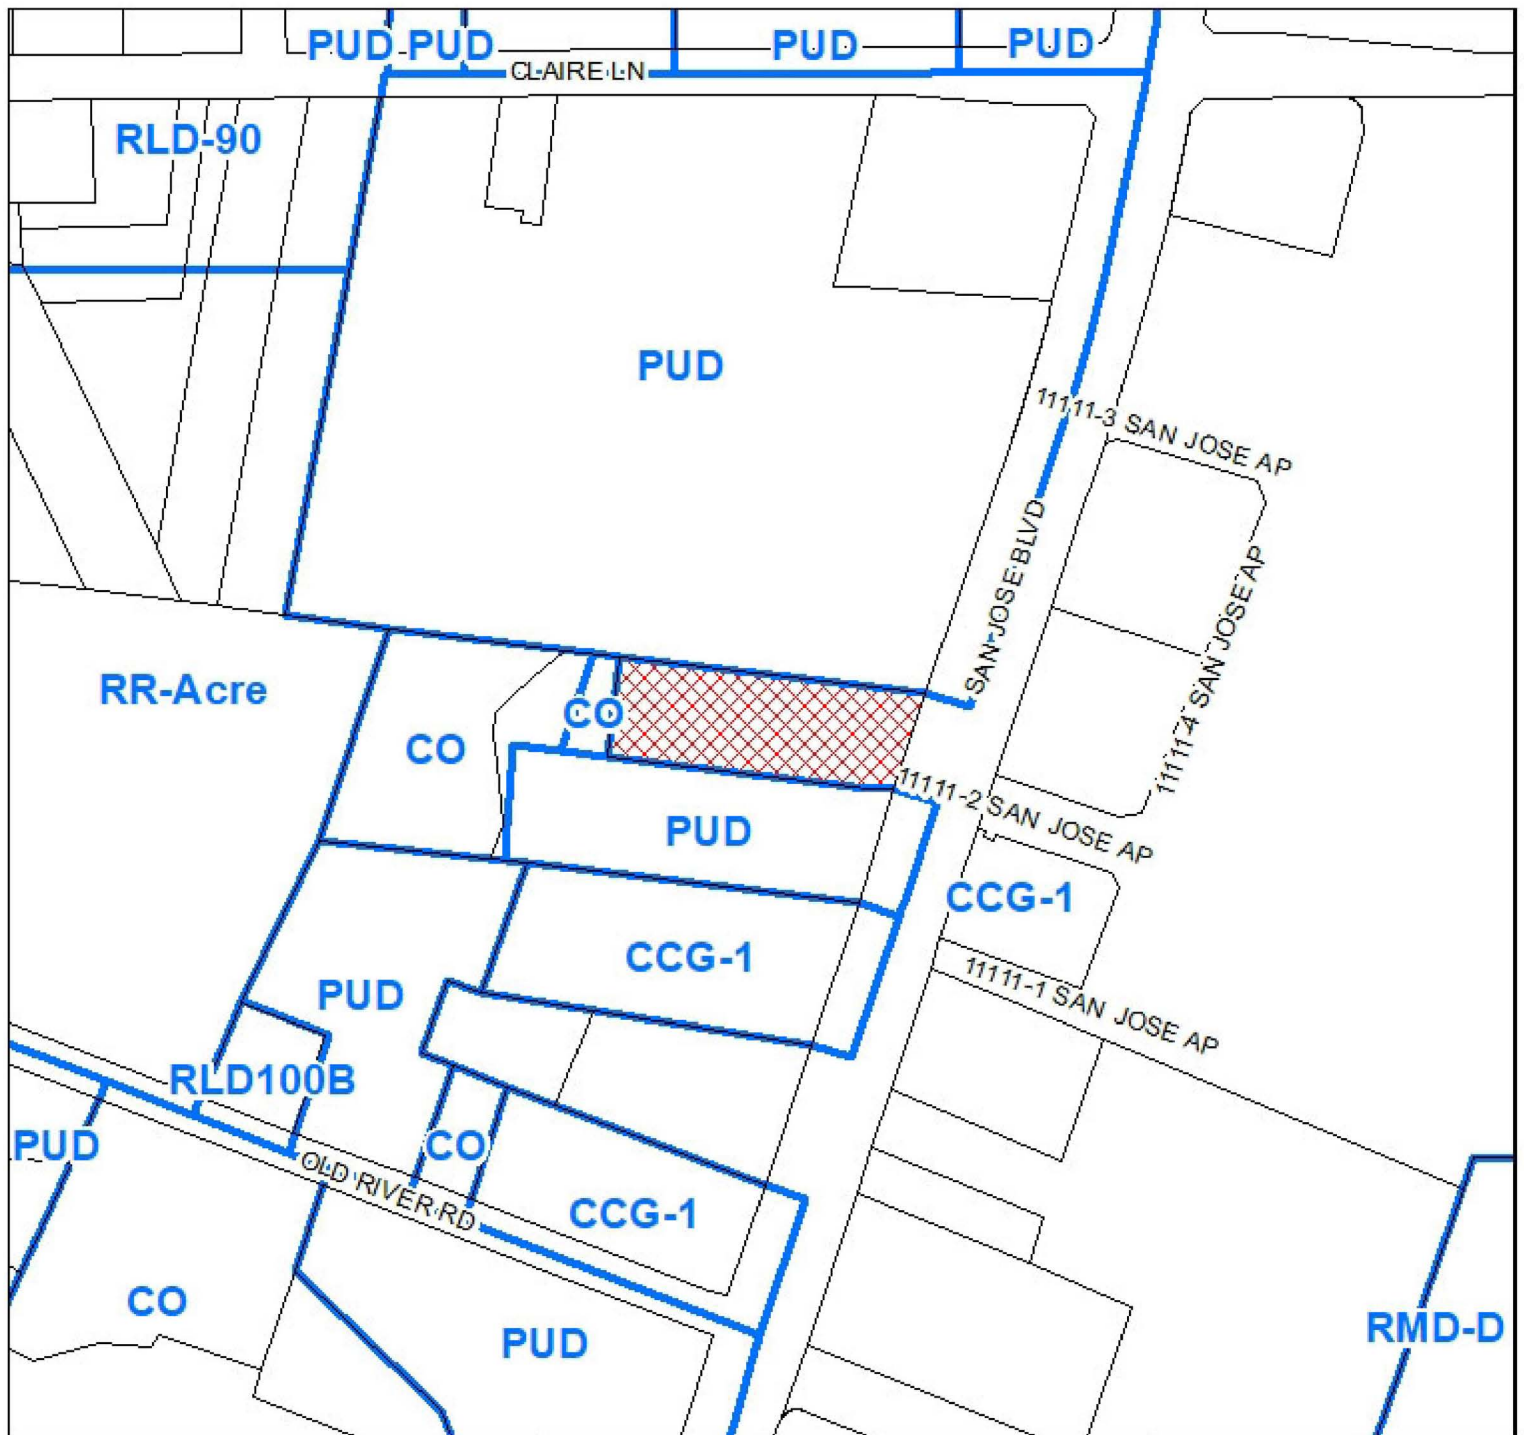 PUD PUD PUD PUD
CLAIRE LN
RLD-90
PUD
11111-3 SAN JOSE AP
SAN JOSE BLVD
11111-4 SAN JOSE AP
RR-Acre
CO
CO
11111-2 SAN JOSE AP
PUD
CCG-1
CCG-1
PUD
11111-1 SAN JOSE AP
RLD100B
PUD
CO
OLD RIVER RD
CCG-1
CO
PUD
RMD-D